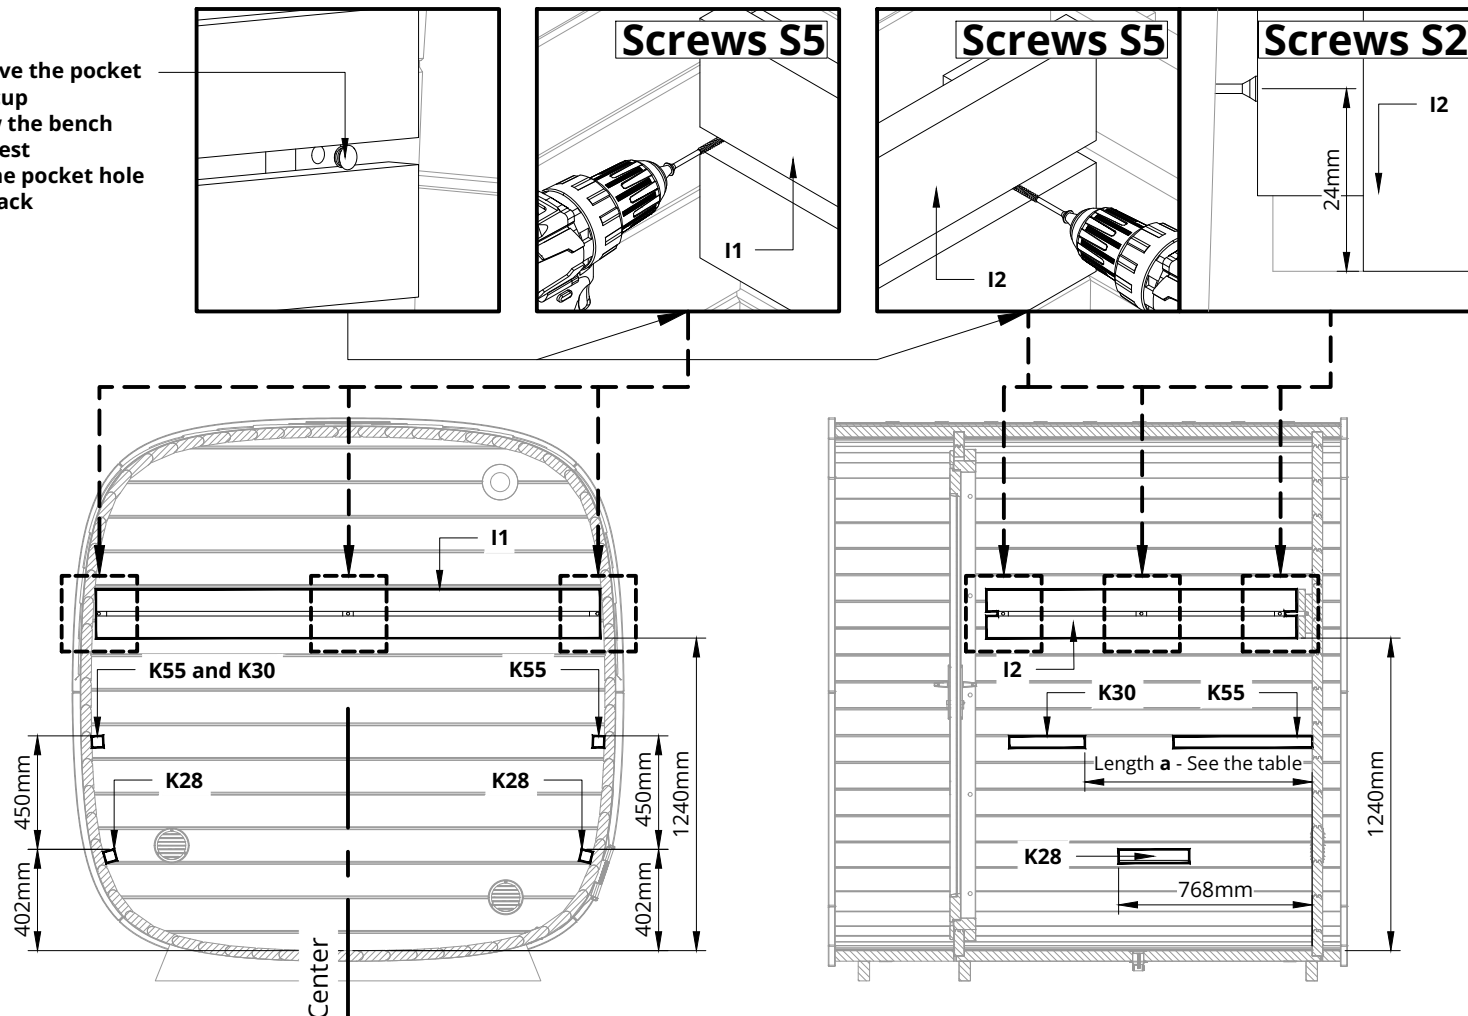 ve the pocket
cup
the bench
est
e pocket hole
ack
Screws S5
Screws S5
Screws S2
I1
I2
I2
24mm
I1
K55 and K30
K55
K28
K28
450mm
402mm
450mm
402mm
1240mm
Center
I2
K30
K55
Length a - See the table
K28
768mm
1240mm